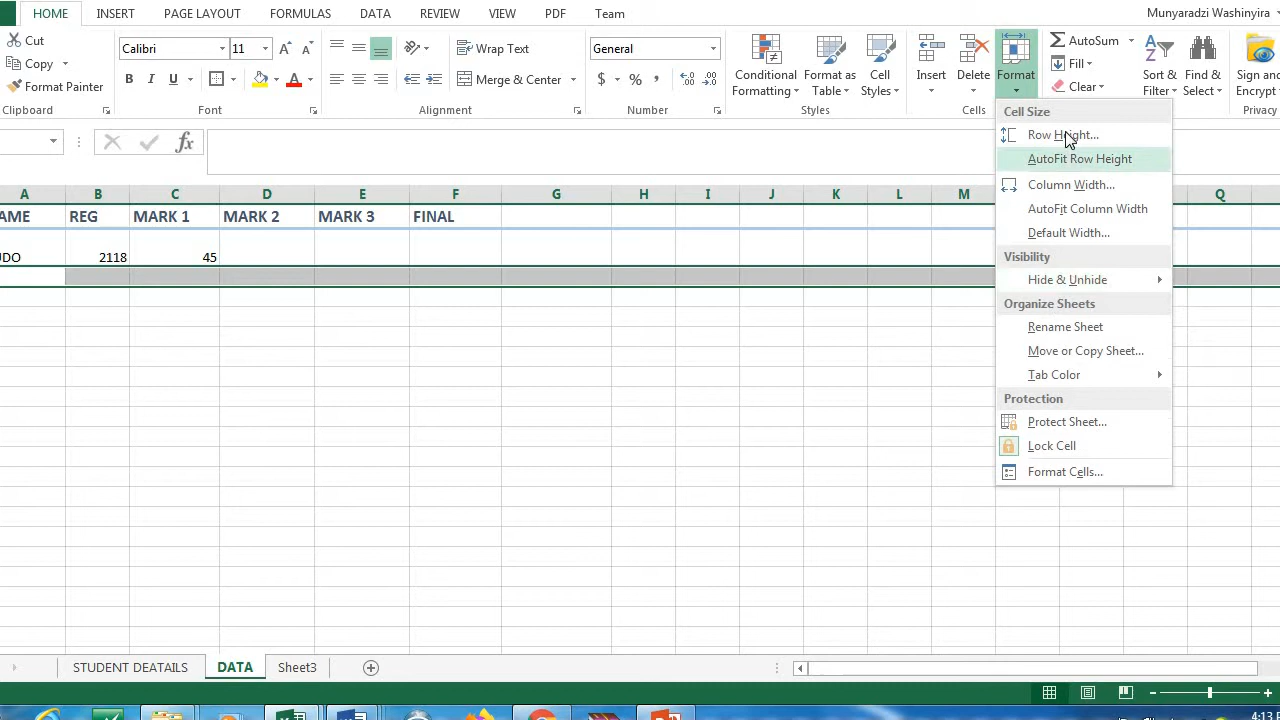 HOME INSERT PAGE LAYOUT FORMULAS DATA REVIEW VIEW PDF Team
Munyaradzi Washinyira
Cut
Copy
Format Painter
Clipboard
Calibri 11
B I U
Font
Wrap Text
Merge & Center
Alignment
General
$ % ,
Number
Conditional Formatting
Formatas Table
Cell Styles
Styles
Insert Delete Format
Cells
AutoSum
Fill
Clear
Sort & Filter
Find & Select
Sign and
Privacy
Cell Size
Row Height...
AutoFit Row Height
Column Width...
AutoFit Column Width
Default Width...
Visibility
Hide & Unhide
Organize Sheets
Rename Sheet
Move or Copy Sheet...
Tab Color
Protection
Protect Sheet...
Lock Cell
Format Cells...
fx
A B C D E F G H I J K L M Q
AME REG MARK 1 MARK 2 MARK 3 FINAL
UDO 2118 45
STUDENT DEATAILS DATA Sheet3